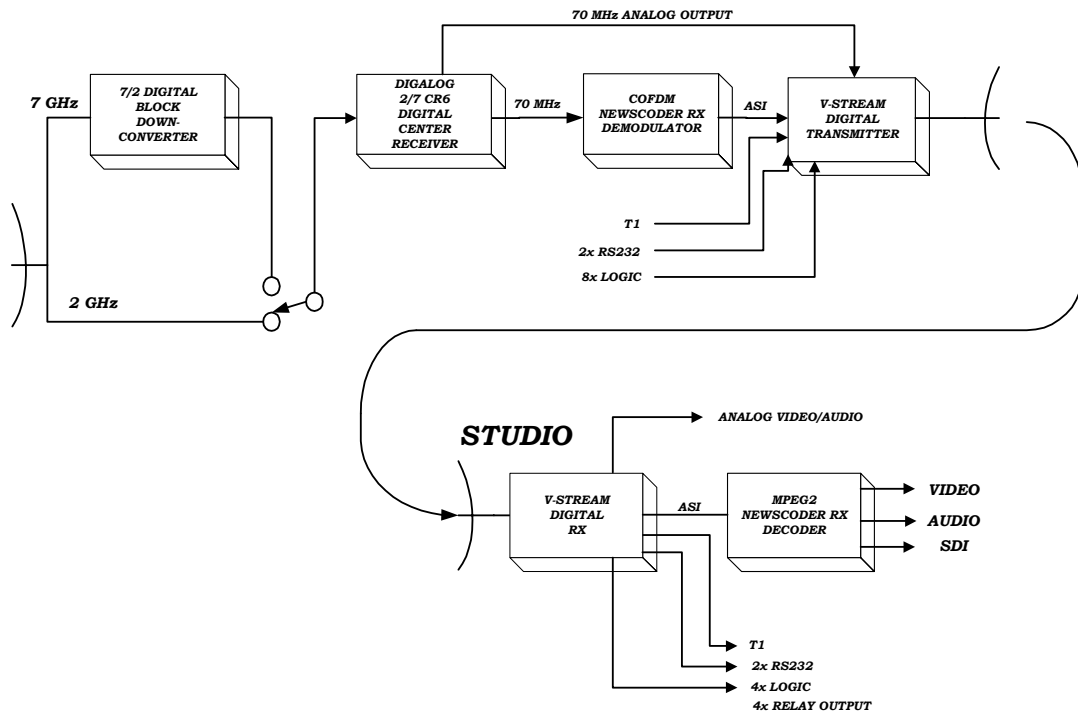 70 MHz ANALOG OUTPUT
7 GHz
7/2 DIGITAL
BLOCK
DOWN-
CONVERTER
DIGALOG
2/7 CR6
DIGITAL
CENTER
RECEIVER
70 MHz
COFDM
NEWSCODER RX
DEMODULATOR
ASI
V-STREAM
DIGITAL
TRANSMITTER
T1
2x RS232
8x LOGIC
2 GHz
STUDIO
ANALOG VIDEO/AUDIO
V-STREAM
DIGITAL
RX
ASI
MPEG2
NEWSCODER RX
DECODER
VIDEO
AUDIO
SDI
T1
2x RS232
4x LOGIC
4x RELAY OUTPUT